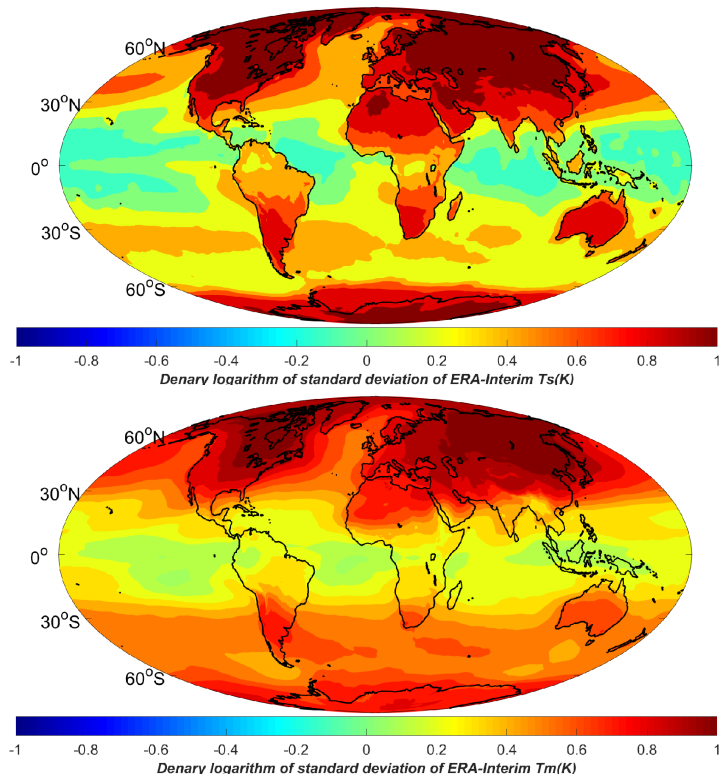 60°N
30°N
0°
30°S
60°S
-1 -0.8 -0.6 -0.4 -0.2 0 0.2 0.4 0.6 0.8 1
Denary logarithm of standard deviation of ERA-Interim Ts(K)
60°N
30°N
0°
30°S
60°S
-1 -0.8 -0.6 -0.4 -0.2 0 0.2 0.4 0.6 0.8 1
Denary logarithm of standard deviation of ERA-Interim Tm(K)